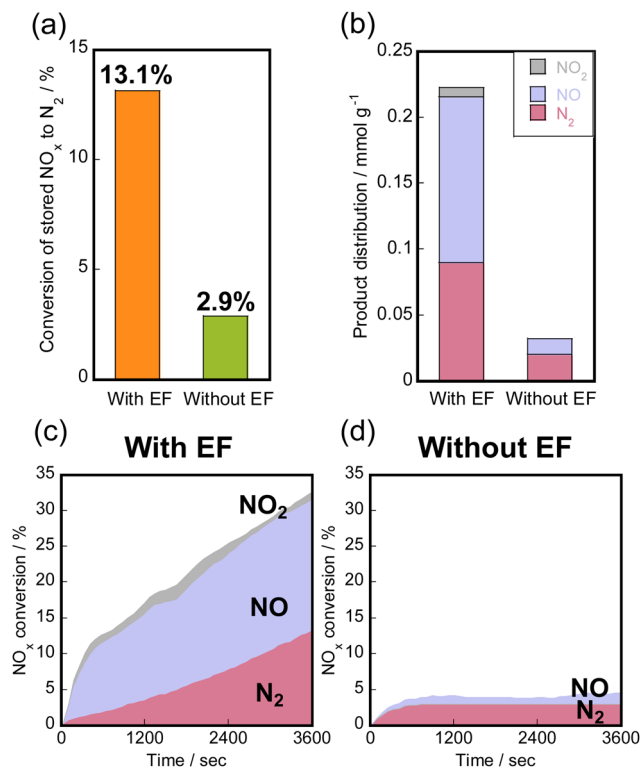 (a)
Conversion of stored NOₓ to N₂ / %
15
10
5
0
13.1%
2.9%
With EF
Without EF
(b)
Product distribution / mmol g⁻¹
0.25
0.2
0.15
0.1
0.05
0
NO₂
NO
N₂
With EF
Without EF
(c)
With EF
NOₓ conversion / %
35
30
25
20
15
10
5
0
NO₂
NO
N₂
0
1200
2400
3600
Time / sec
(d)
Without EF
NOₓ conversion / %
35
30
25
20
15
10
5
0
NO
N₂
0
1200
2400
3600
Time / sec